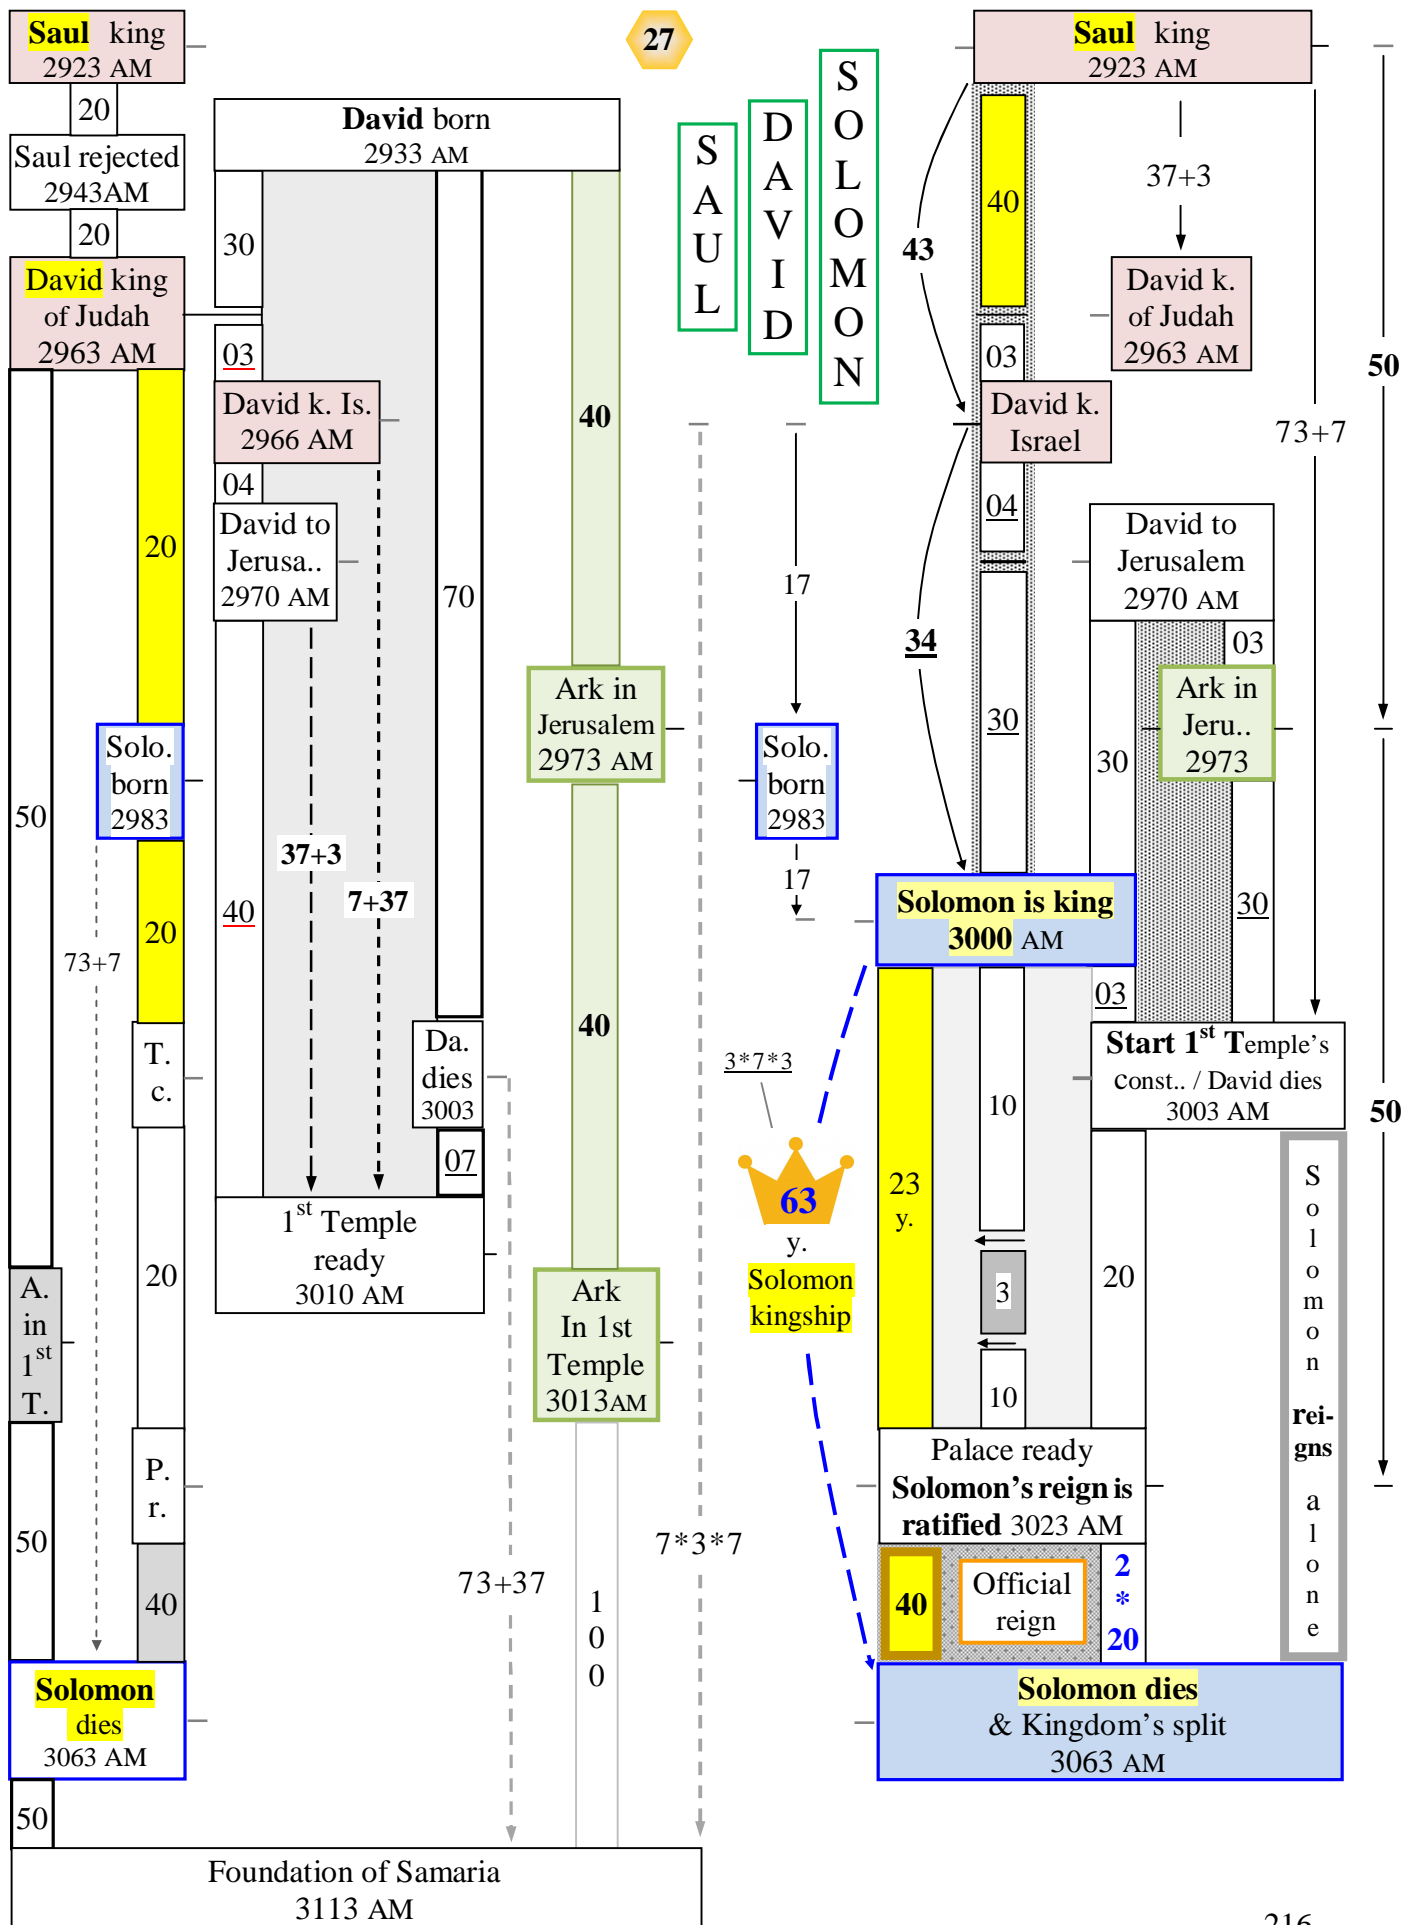 Saul king
2923 AM
20
Saul rejected
2943AM
20
David king
of Judah
2963 AM
50
20
Solo.
born
2983
20
73+7
T.
c.
20
A.
in
1st
T.
P.
r.
50
40
Solomon
dies
3063 AM
50
David born
2933 AM
30
03
David k. Is.
2966 AM
04
David to
Jerusa..
2970 AM
70
40
37+3
7+37
40
Ark in
Jerusalem
2973 AM
40
Da.
dies
3003
07
1st Temple
ready
3010 AM
Ark
In 1st
Temple
3013AM
73+37
1
0
0
7*3*7
Foundation of Samaria
3113 AM
27
S
A
U
L
D
A
V
I
D
S
O
L
O
M
O
N
17
Solo.
born
2983
17
3*7*3
63
y.
Solomon
kingship
Saul king
2923 AM
40
43
37+3
David k.
of Judah
2963 AM
03
David k.
Israel
73+7
50
04
David to
Jerusalem
2970 AM
34
30
03
Ark in
Jeru..
2973
30
30
Solomon is king
3000 AM
03
Start 1st Temple's
const.. / David dies
3003 AM
10
50
23
y.
3
20
10
S
o
l
o
m
o
n
rei-
gns
a
l
o
n
e
Palace ready
Solomon's reign is
ratified 3023 AM
40
Official
reign
2
*
20
Solomon dies
& Kingdom's split
3063 AM
216